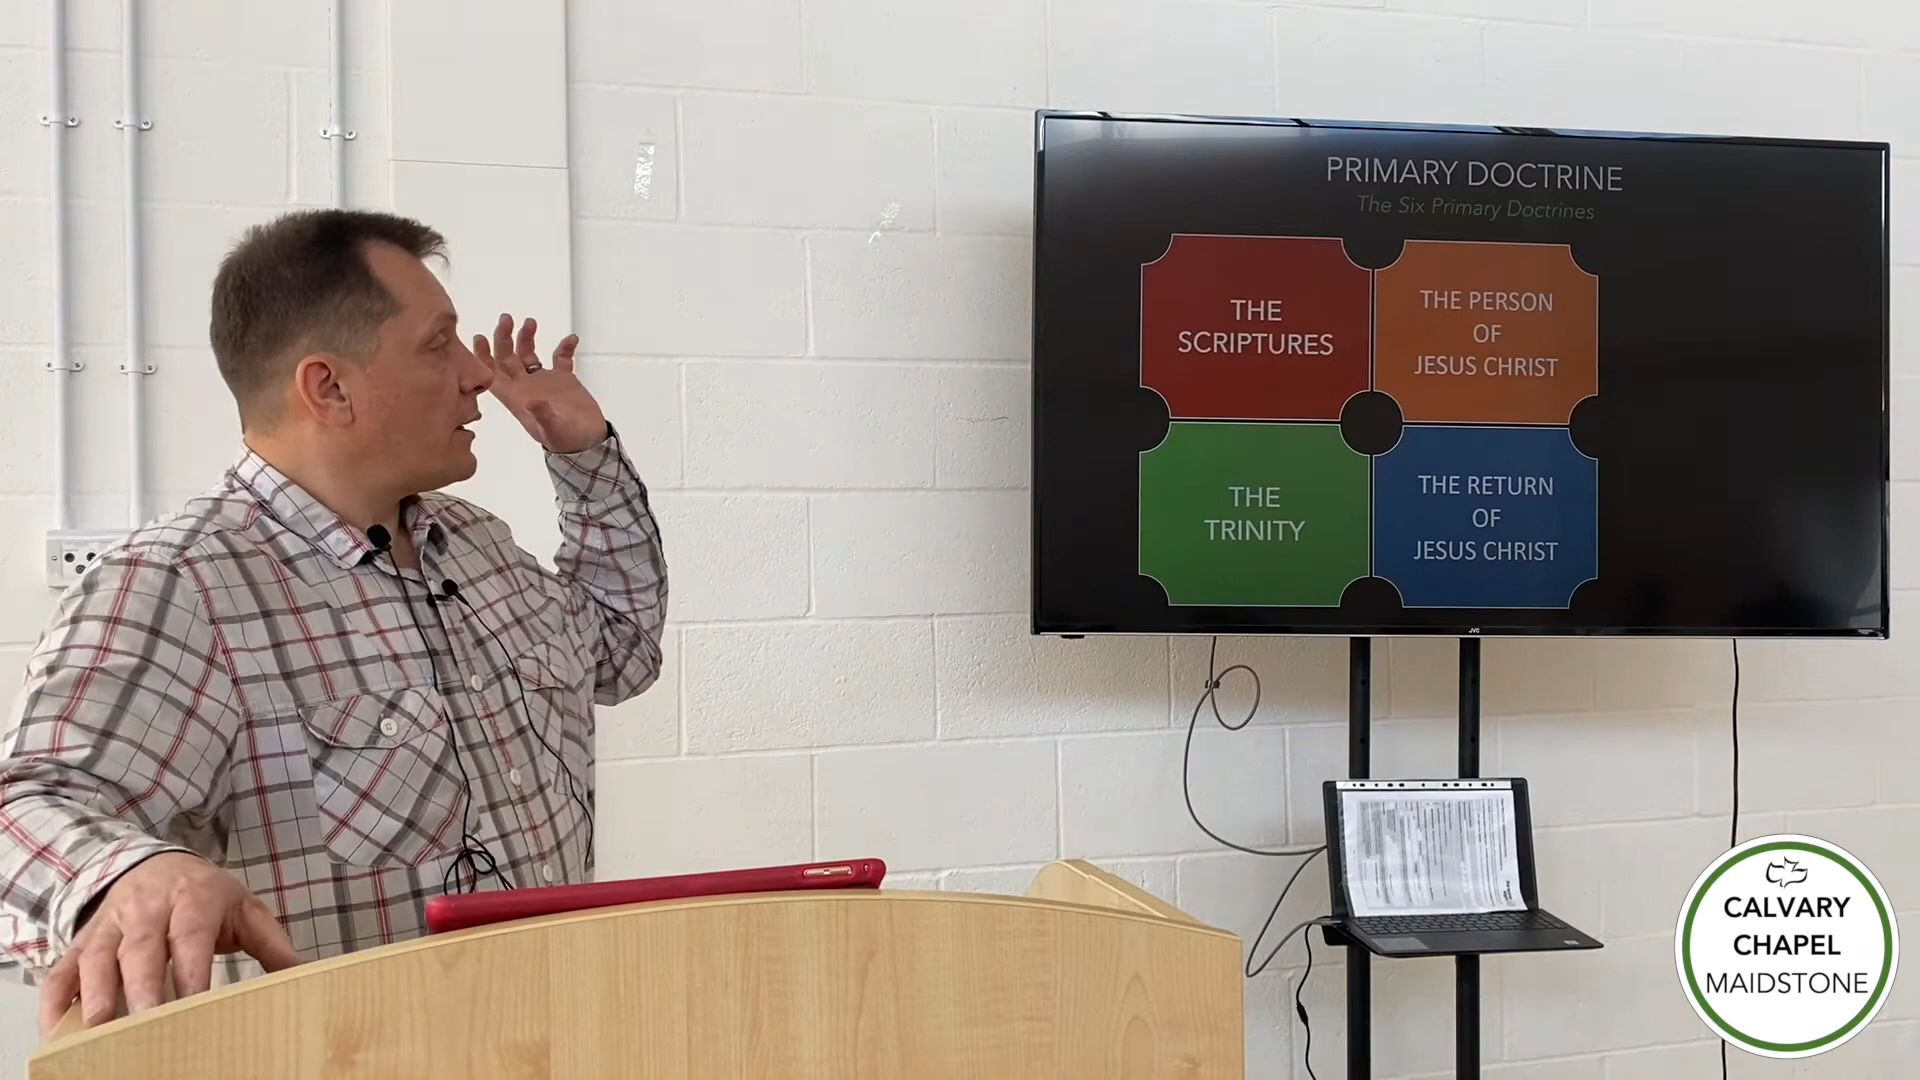 PRIMARY DOCTRINE
The Six Primary Doctrines
THE
SCRIPTURES
THE PERSON
OF
JESUS CHRIST
THE
TRINITY
THE RETURN
OF
JESUS CHRIST
JVC
CALVARY
CHAPEL
MAIDSTONE